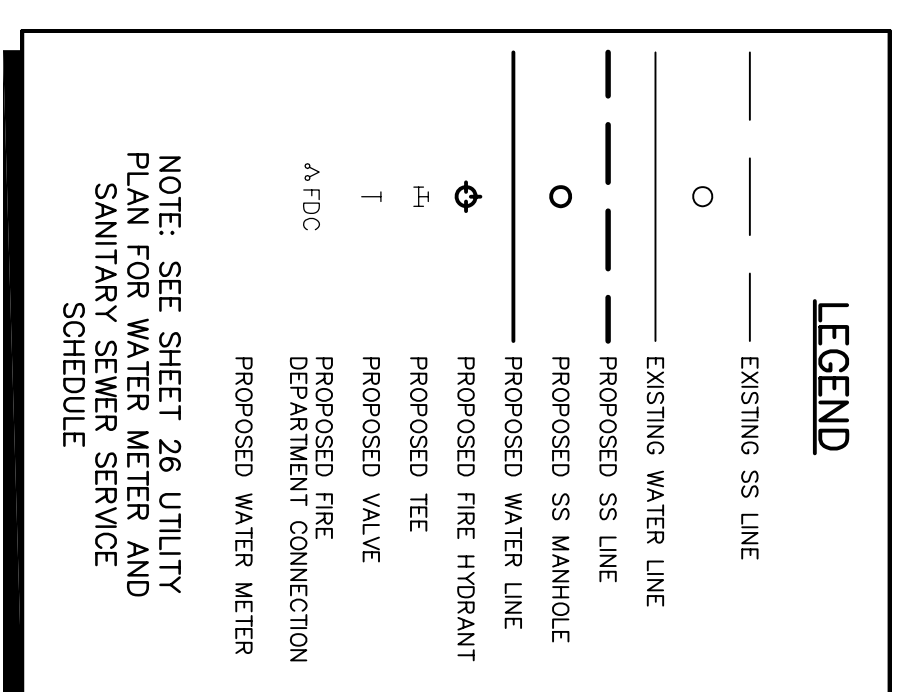 LEGEND
EXISTING SS LINE
EXISTING WATER LINE
PROPOSED SS LINE
PROPOSED SS MANHOLE
PROPOSED WATER LINE
PROPOSED FIRE HYDRANT
PROPOSED TEE
PROPOSED VALVE
FDC PROPOSED FIRE
DEPARTMENT CONNECTION
PROPOSED WATER METER
NOTE: SEE SHEET 26 UTILITY
PLAN FOR WATER METER AND
SANITARY SEWER SERVICE
SCHEDULE